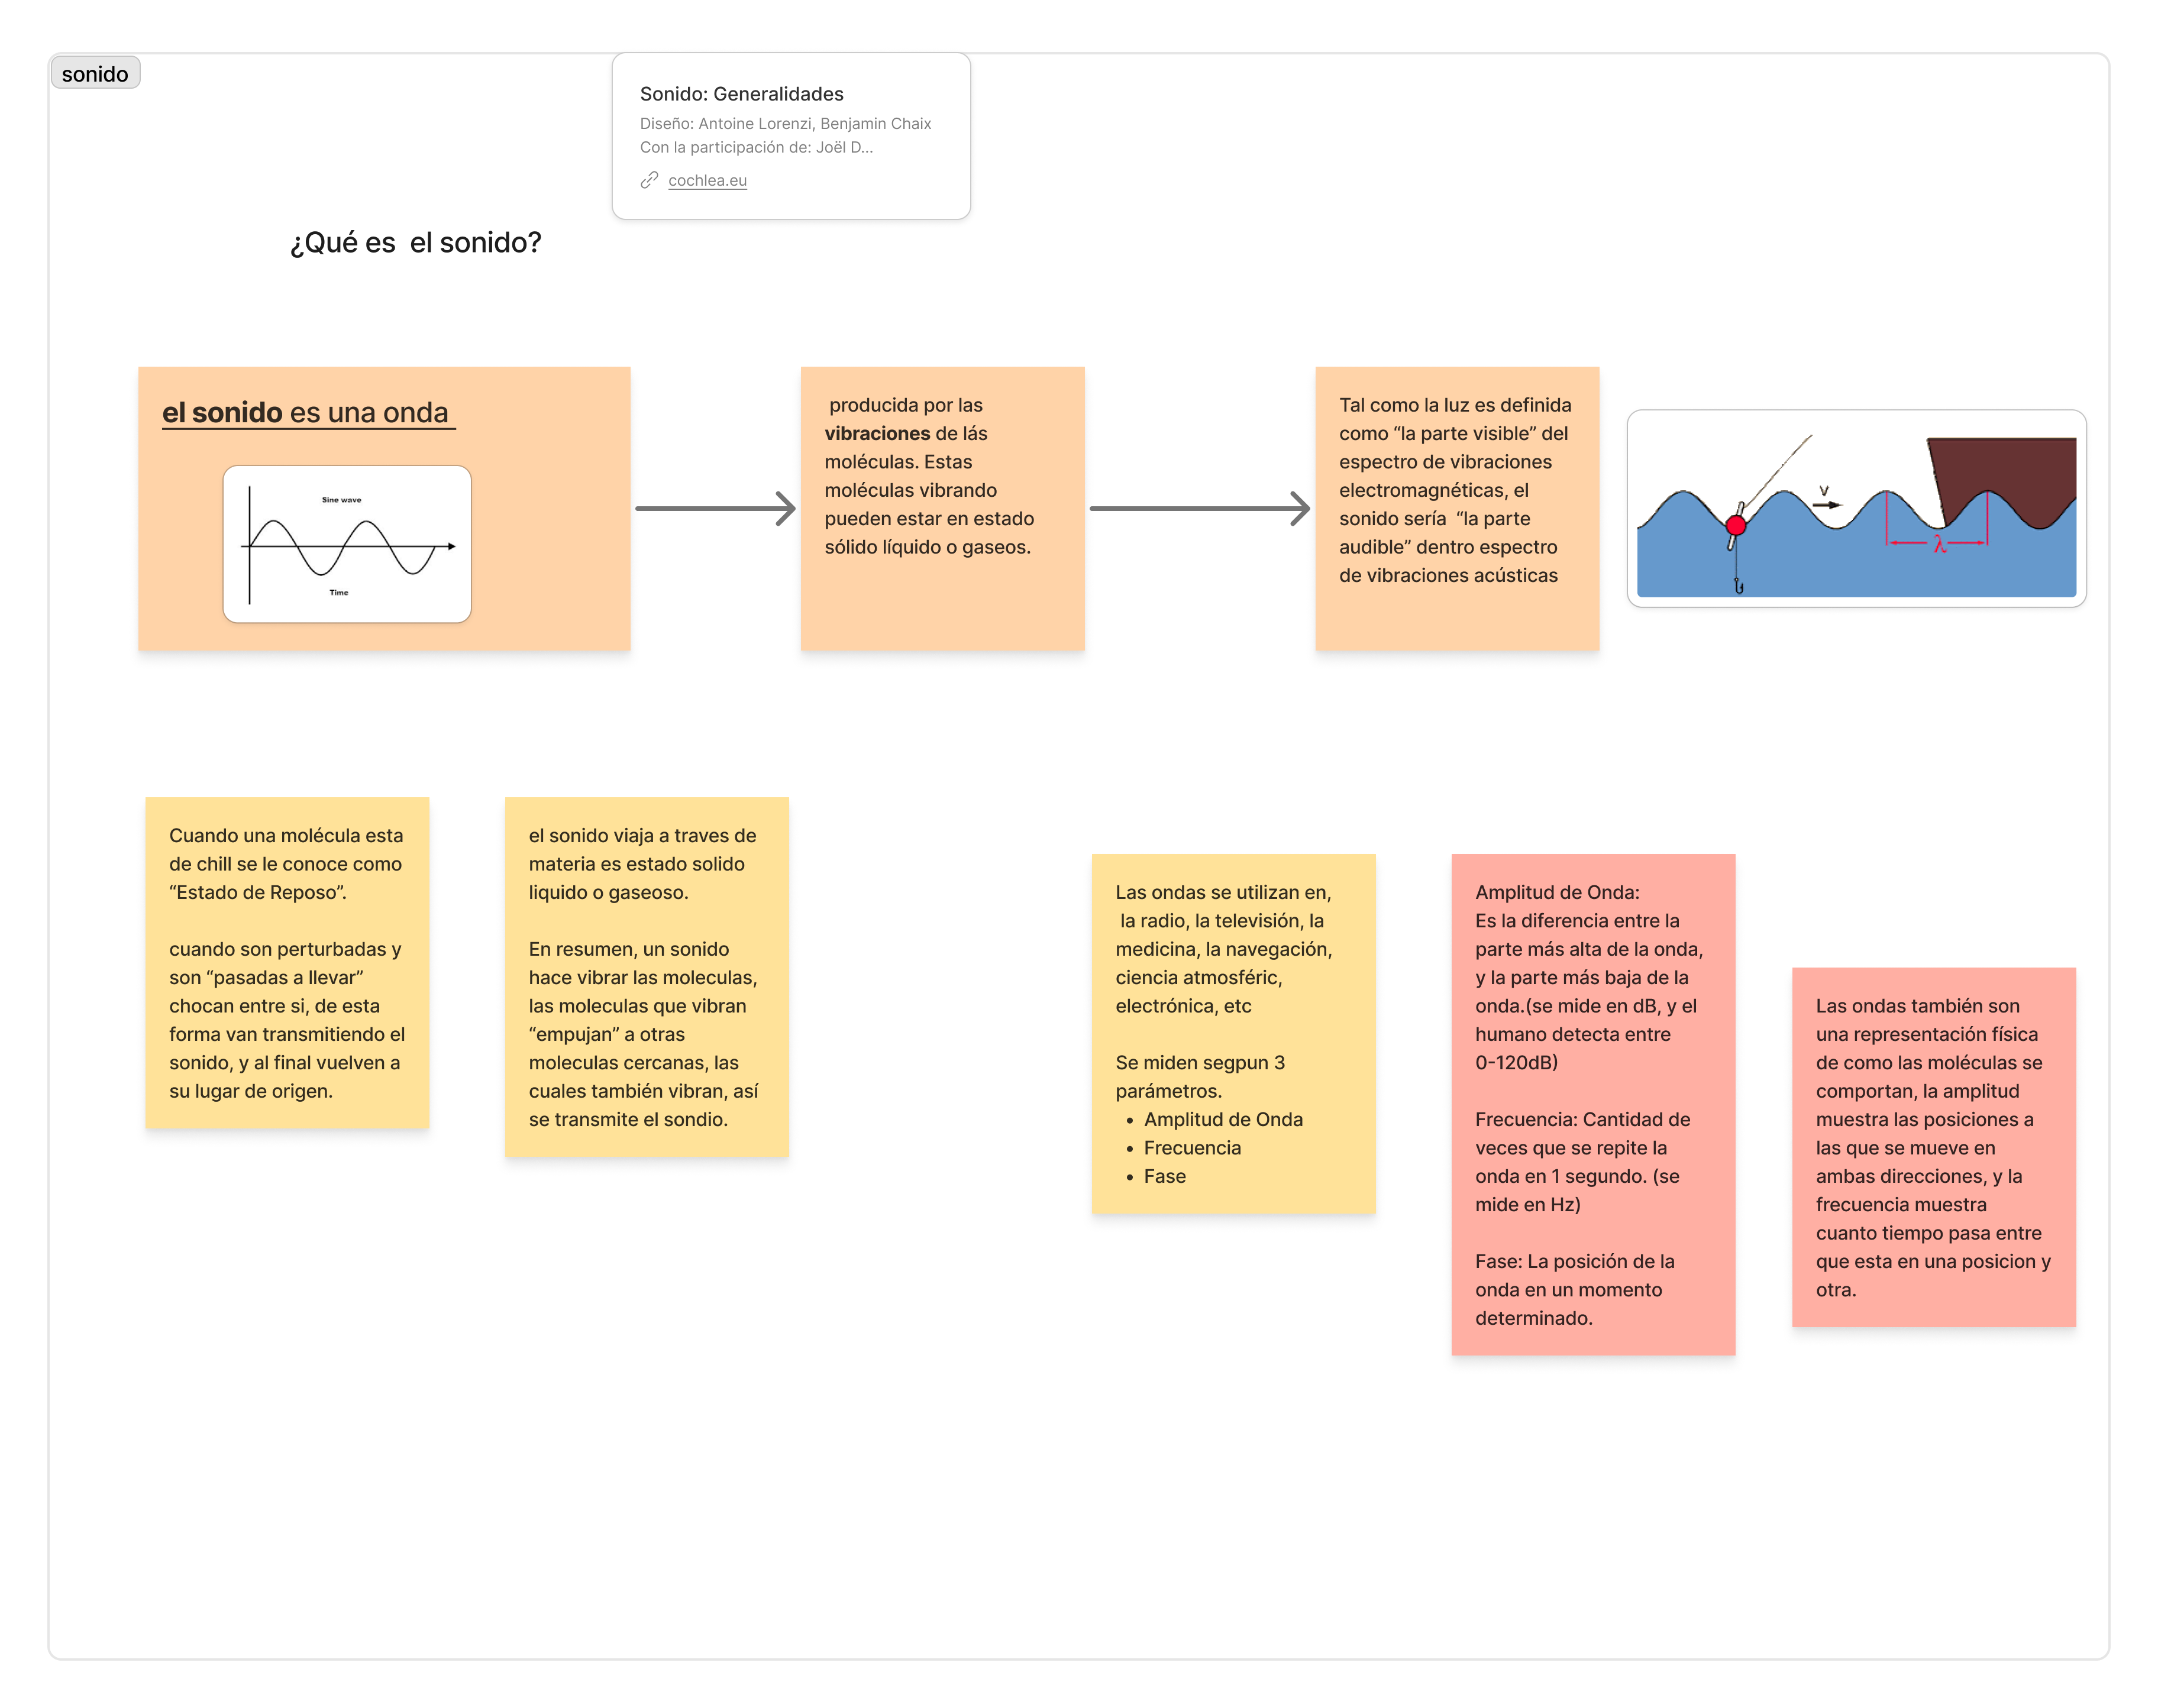 sonido
Sonido: Generalidades
Diseño: Antoine Lorenzi, Benjamin Chaix
Con la participación de: Joël D...
cochlea.eu
¿Qué es  el sonido?
el sonido es una onda
Sine wave
Time
producida por las
vibraciones de lás
moléculas. Estas
moléculas vibrando
pueden estar en estado
sólido líquido o gaseos.
Tal como la luz es definida
como “la parte visible” del
espectro de vibraciones
electromagnéticas, el
sonido sería  “la parte
audible” dentro espectro
de vibraciones acústicas
v
λ
Cuando una molécula esta
de chill se le conoce como
“Estado de Reposo”.
cuando son perturbadas y
son “pasadas a llevar”
chocan entre si, de esta
forma van transmitiendo el
sonido, y al final vuelven a
su lugar de origen.
el sonido viaja a traves de
materia es estado solido
liquido o gaseoso.
En resumen, un sonido
hace vibrar las moleculas,
las moleculas que vibran
“empujan” a otras
moleculas cercanas, las
cuales también vibran, así
se transmite el sondio.
Las ondas se utilizan en,
la radio, la televisión, la
medicina, la navegación,
ciencia atmosféric,
electrónica, etc
Se miden segpun 3
parámetros.
• Amplitud de Onda
• Frecuencia
• Fase
Amplitud de Onda:
Es la diferencia entre la
parte más alta de la onda,
y la parte más baja de la
onda.(se mide en dB, y el
humano detecta entre
0-120dB)
Frecuencia: Cantidad de
veces que se repite la
onda en 1 segundo. (se
mide en Hz)
Fase: La posición de la
onda en un momento
determinado.
Las ondas también son
una representación física
de como las moléculas se
comportan, la amplitud
muestra las posiciones a
las que se mueve en
ambas direcciones, y la
frecuencia muestra
cuanto tiempo pasa entre
que esta en una posicion y
otra.